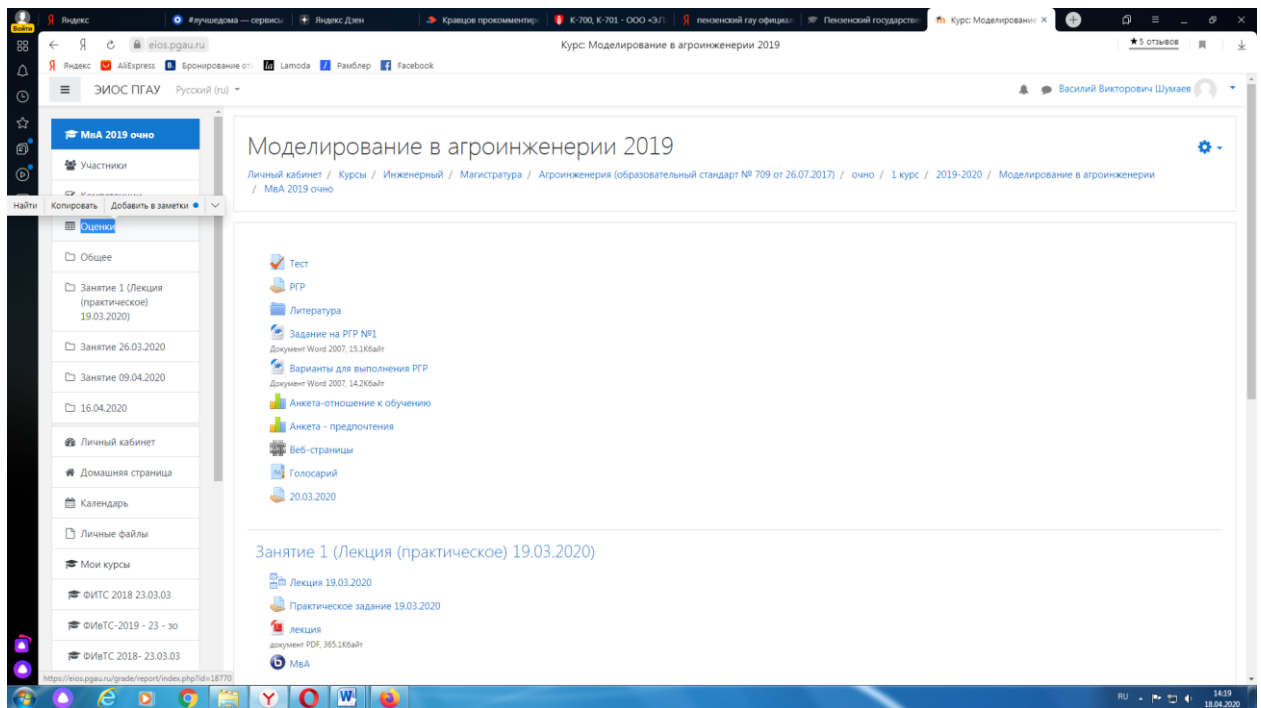 Войти
Яндекс
#лучшедома — сервисы
Яндекс Дзен
Кравцов прокомментир
К-700, К-701 - ООО «ЭЛ
пензенский гау официал
Пензенский государстве
Курс: Моделирование
eios.pgau.ru
Курс: Моделирование в агроинженерии 2019
★ 5 отзывов
Яндекс
AliExpress
Бронирование от
Lamoda
Рамблер
Facebook
ЭИОС ПГАУ
Русский (ru)
Василий Викторович Шумаев
МвА 2019 очно
Участники
Компетенции
Найти
Копировать
Добавить в заметки
Оценки
Общее
Занятие 1 (Лекция
(практическое)
19.03.2020)
Занятие 26.03.2020
Занятие 09.04.2020
16.04.2020
Личный кабинет
Домашняя страница
Календарь
Личные файлы
Мои курсы
ФИТС 2018 23.03.03
ФИвТС-2019 - 23 - зо
ФИвТС 2018- 23.03.03
Моделирование в агроинженерии 2019
Личный кабинет / Курсы / Инженерный / Магистратура / Агроинженерия (образовательный стандарт № 709 от 26.07.2017) / очно / 1 курс / 2019-2020 / Моделирование в агроинженерии
/ МвА 2019 очно
Тест
РГР
Литература
Задание на РГР №1
Документ Word 2007, 15.1Кбайт
Варианты для выполнения РГР
Документ Word 2007, 14.2Кбайт
Анкета-отношение к обучению
Анкета - предпочтения
Веб-страницы
Голосарий
20.03.2020
Занятие 1 (Лекция (практическое) 19.03.2020)
Лекция 19.03.2020
Практическое задание 19.03.2020
лекция
документ PDF, 365.1Кбайт
МвА
https://eios.pgau.ru/grade/report/index.php?id=18770
RU
14:19
18.04.2020